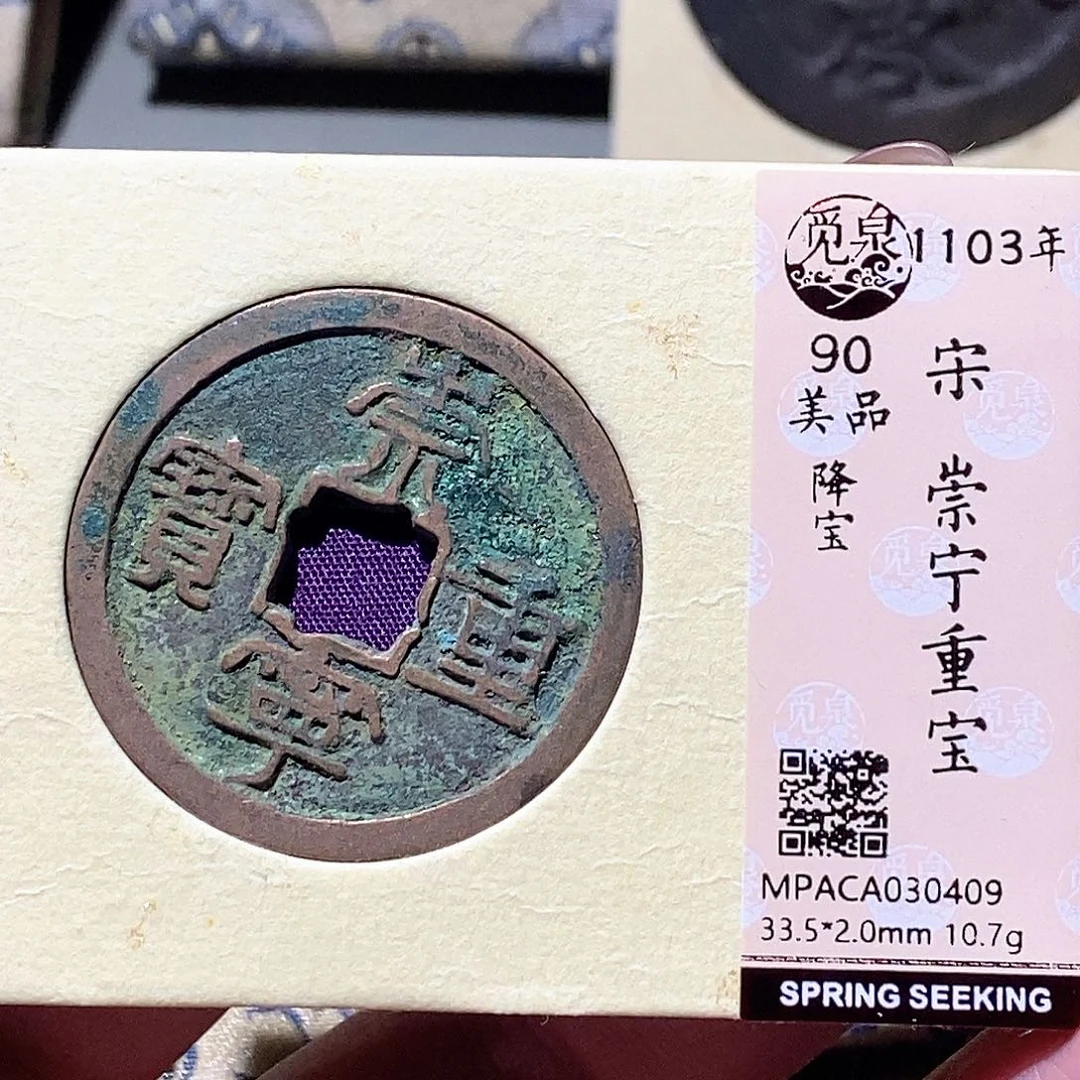 崇
寧
重
寶
觅泉
1103年
宋 崇宁重宝
90
美品
降宝
MPACA030409
33.5*2.0mm 10.7g
SPRING SEEKING